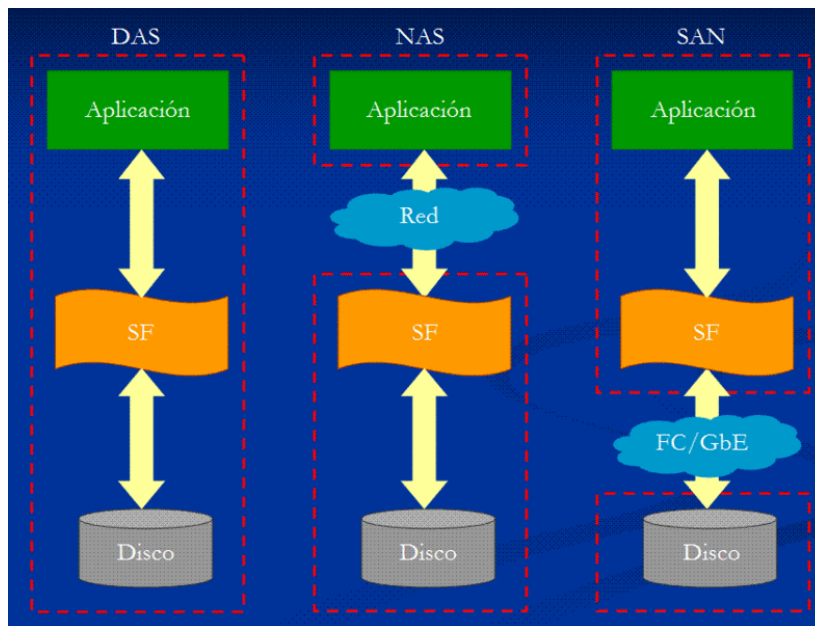 DAS
NAS
SAN
Aplicación
Aplicación
Aplicación
Red
SF
SF
SF
FC/GbE
Disco
Disco
Disco